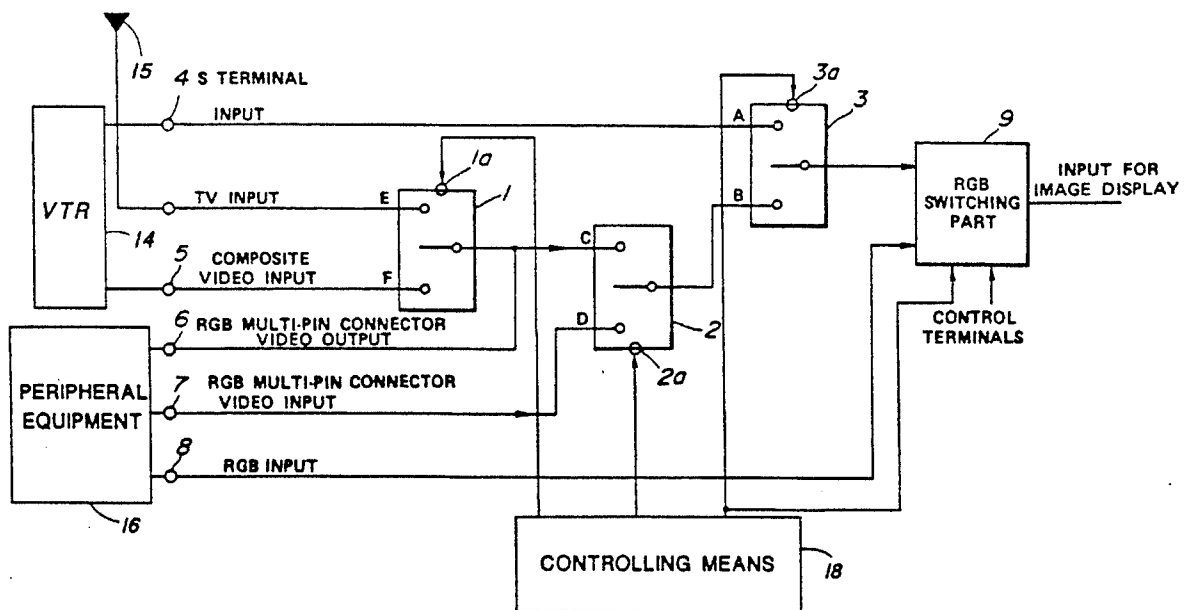 15
4 S TERMINAL
INPUT
3a
A
3
9
1a
VTR
TV INPUT
E
1
B
RGB
SWITCHING
PART
INPUT FOR
IMAGE DISPLAY
14
5 COMPOSITE
VIDEO INPUT
F
C
6
RGB MULTI-PIN CONNECTOR
VIDEO OUTPUT
D
2
CONTROL
TERMINALS
2a
PERIPHERAL
EQUIPMENT
7 RGB MULTI-PIN CONNECTOR
VIDEO INPUT
8
RGB INPUT
16
CONTROLLING MEANS
18